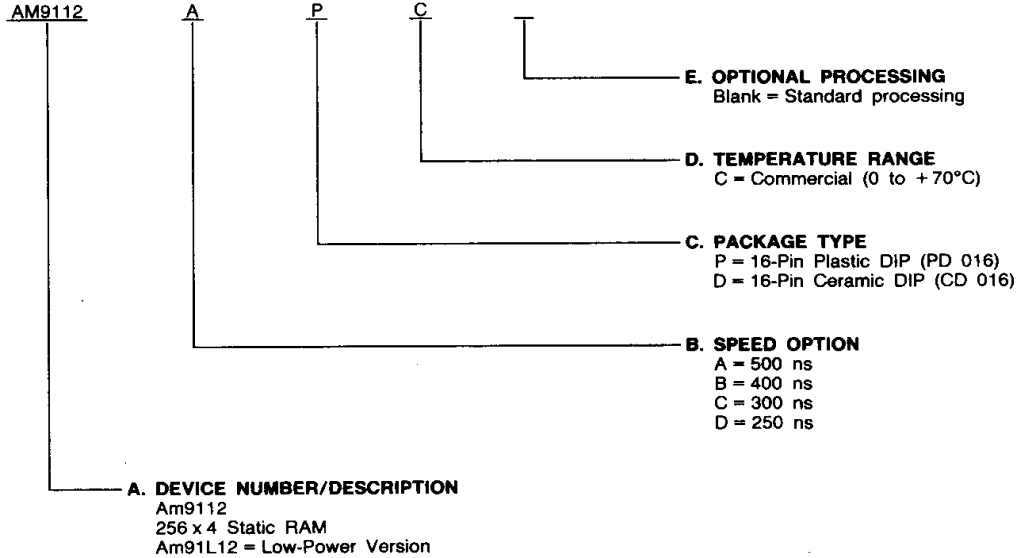 AM9112 A P C
E. OPTIONAL PROCESSING
Blank = Standard processing
D. TEMPERATURE RANGE
C = Commercial (0 to +70°C)
C. PACKAGE TYPE
P = 16-Pin Plastic DIP (PD 016)
D = 16-Pin Ceramic DIP (CD 016)
B. SPEED OPTION
A = 500 ns
B = 400 ns
C = 300 ns
D = 250 ns
A. DEVICE NUMBER/DESCRIPTION
Am9112
256 x 4 Static RAM
Am91L12 = Low-Power Version